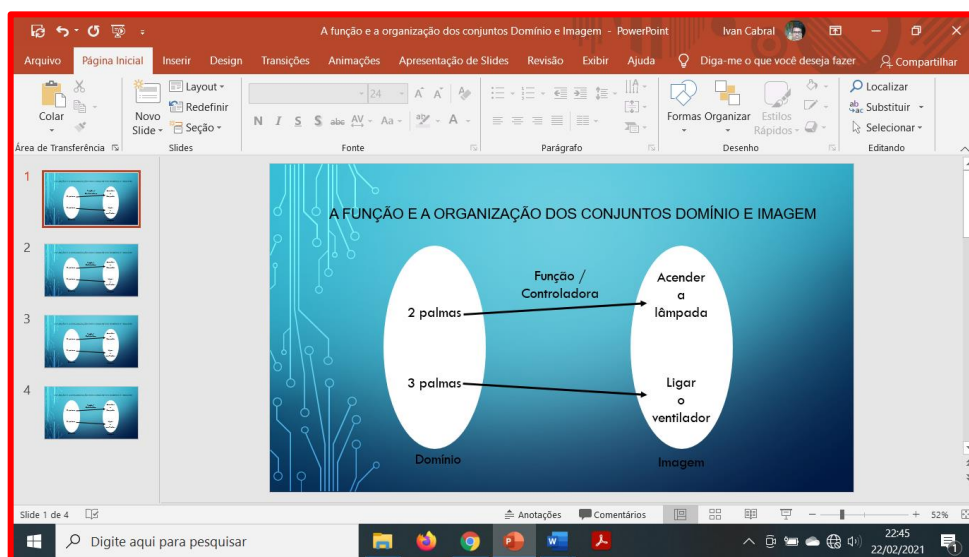 A função e a organização dos conjuntos Domínio e Imagem - PowerPoint
Ivan Cabral
Arquivo Página Inicial Inserir Design Transições Animações Apresentação de Slides Revisão Exibir Ajuda Diga-me o que você deseja fazer Compartilhar
Colar
Novo
Slide
Layout
Redefinir
Seção
24
N I S S abc AV Aa A
Formas Organizar Estilos
Rápidos
Localizar
Substituir
Selecionar
Área de Transferência Slides Fonte Parágrafo Desenho Editando
1
2
3
4
A FUNÇÃO E A ORGANIZAÇÃO DOS CONJUNTOS DOMÍNIO E IMAGEM
Função /
Controladora
2 palmas
Acender
a
lâmpada
3 palmas
Ligar
o
ventilador
Domínio
Imagem
Slide 1 de 4 Anotações Comentários 52%
Digite aqui para pesquisar
22:45
22/02/2021
1